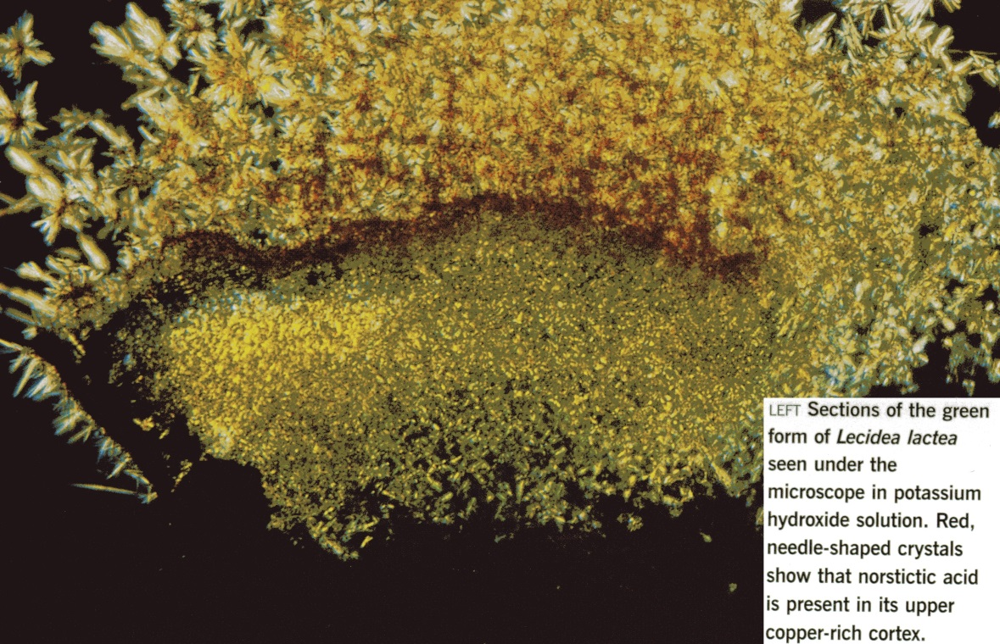 LEFT Sections of the green
form of Lecidea lactea
seen under the
microscope in potassium
hydroxide solution. Red,
needle-shaped crystals
show that norstictic acid
is present in its upper
copper-rich cortex.